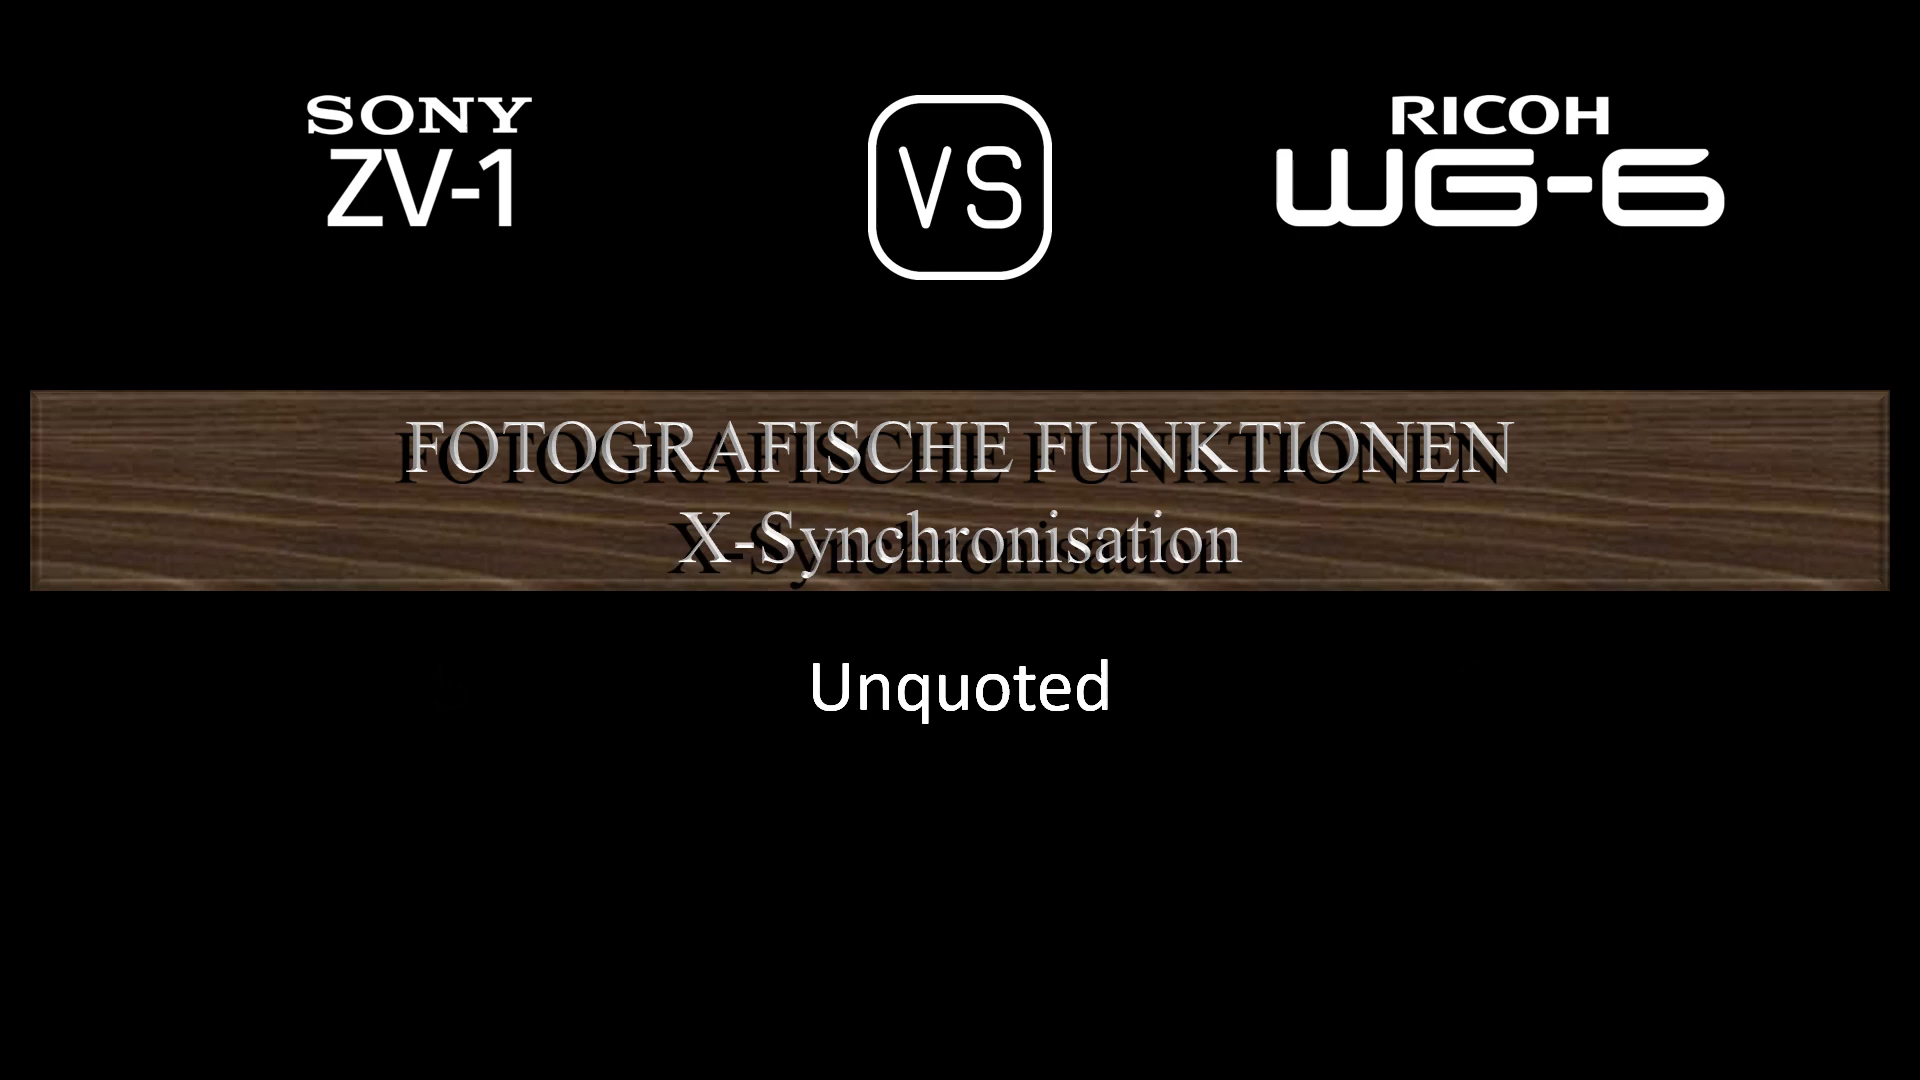 SONY
ZV-1
VS
RICOH
WG-6
FOTOGRAFISCHE FUNKTIONEN
X-Synchronisation
Unquoted